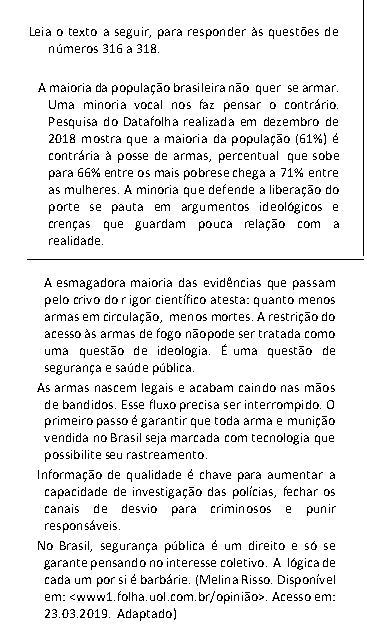 Leia o texto a seguir, para responder às questões de
números 316 a 318.
A maioria da população brasileira não quer se armar.
Uma minoria vocal nos faz pensar o contrário.
Pesquisa do Datafolha realizada em dezembro de
2018 mostra que a maioria da população (61%) é
contrária à posse de armas, percentual que sobe
para 66% entre os mais pobres e chega a 71% entre
as mulheres. A minoria que defende a liberação do
porte se pauta em argumentos ideológicos e
crenças que guardam pouca relação com a
realidade.
A esmagadora maioria das evidências que passam
pelo crivo do r igor científico atesta: quanto menos
armas em circulação, menos mortes. A restrição do
acesso às armas de fogo nãopode ser tratada como
uma questão de ideologia. É uma questão de
segurança e saúde pública.
As armas nascem legais e acabam caindo nas mãos
de bandidos. Esse fluxo precisa ser interrompido. O
primeiro passo é garantir que toda arma e munição
vendida no Brasil seja marcada com tecnologia que
possibilite seu rastreamento.
Informação de qualidade é chave para aumentar a
capacidade de investigação das polícias, fechar os
canais de desvio para criminosos e punir
responsáveis.
No Brasil, segurança pública é um direito e só se
garante pensando no interesse coletivo. A lógica de
cada um por si é barbárie. (Melina Risso. Disponível
em: <www1.folha.uol.com.br/opinião>. Acesso em:
23.03.2019. Adaptado)